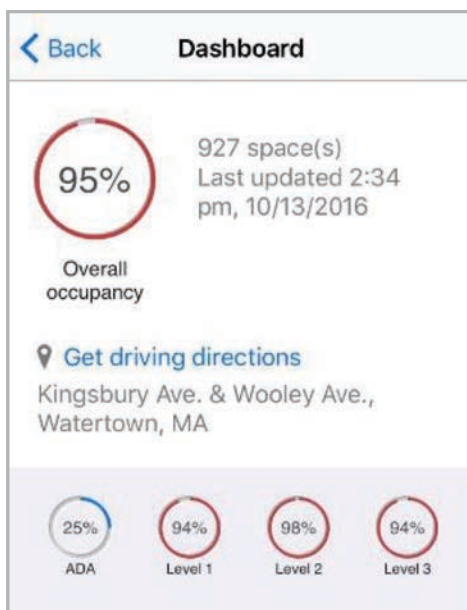 Back Dashboard
95%
927 space(s)
Last updated 2:34
pm, 10/13/2016
Overall
occupancy
Get driving directions
Kingsbury Ave. & Wooley Ave.,
Watertown, MA
25% 94% 98% 94%
ADA Level 1 Level 2 Level 3